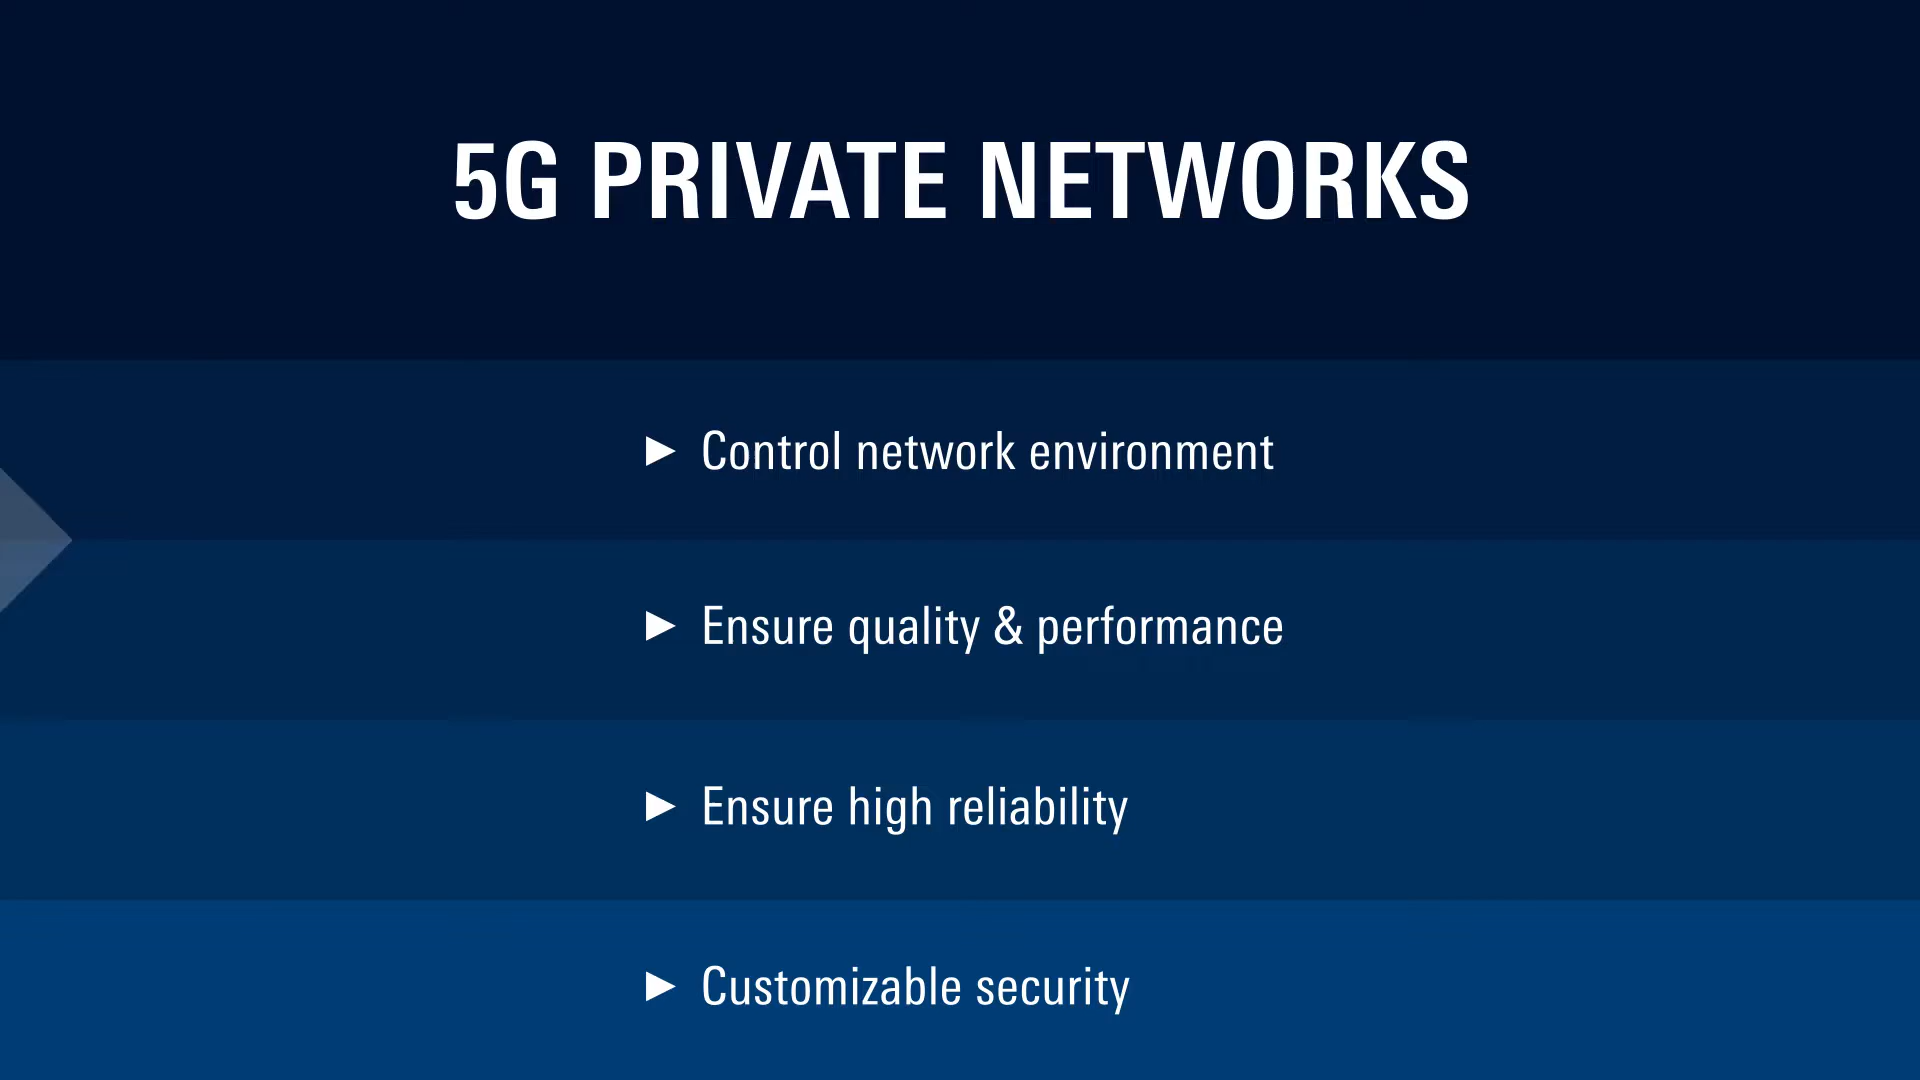 5G PRIVATE NETWORKS
► Control network environment
► Ensure quality & performance
► Ensure high reliability
► Customizable security